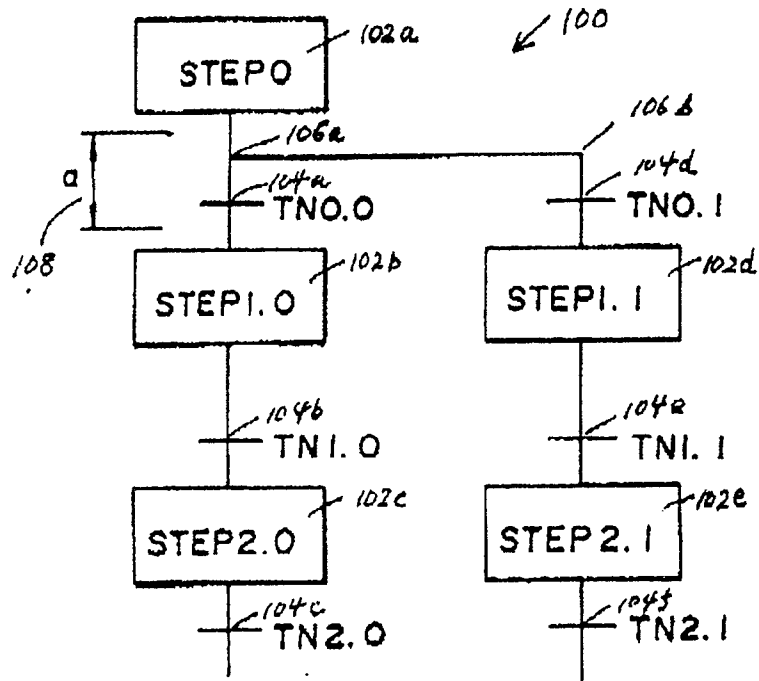 102a
100
STEP0
106a
106b
a
104a
104d
TN0.0
TN0.1
108
102b
102d
STEP1.0
STEP1.1
104b
104e
TN1.0
TN1.1
102c
102e
STEP2.0
STEP2.1
104c
104f
TN2.0
TN2.1